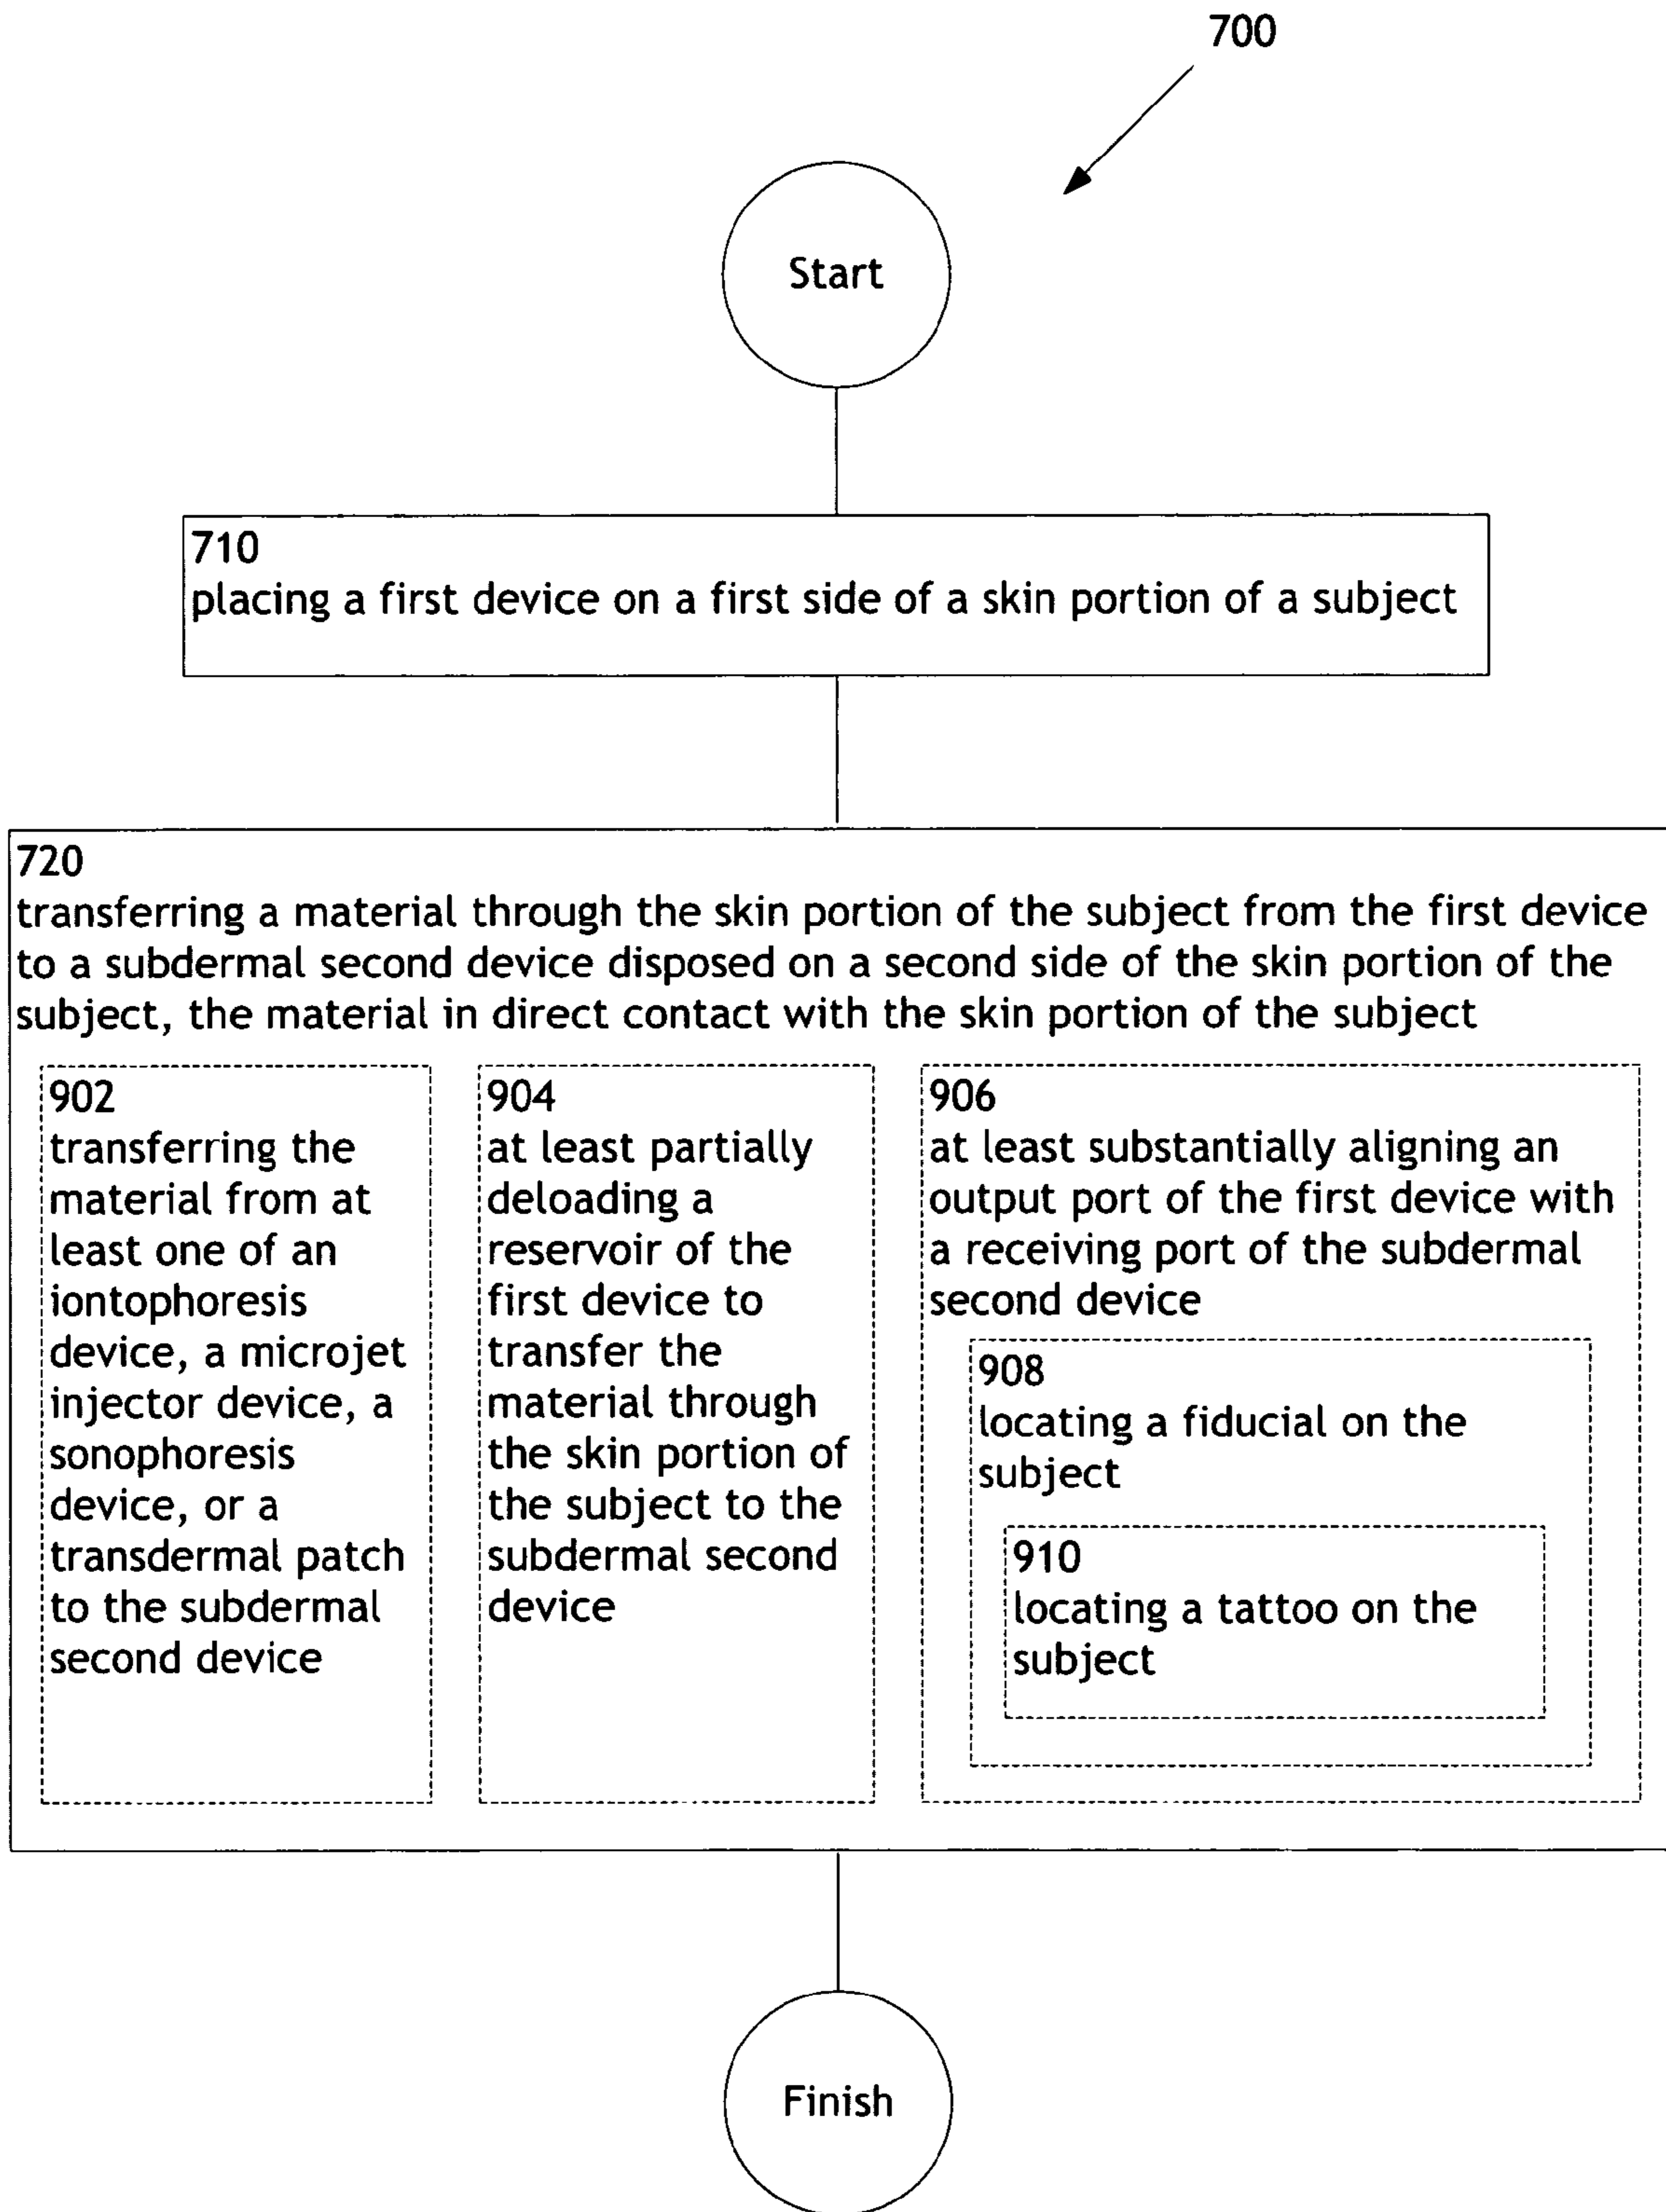 700
Start
710
placing a first device on a first side of a skin portion of a subject
720
transferring a material through the skin portion of the subject from the first device
to a subdermal second device disposed on a second side of the skin portion of the
subject, the material in direct contact with the skin portion of the subject
902
transferring the
material from at
least one of an
iontophoresis
device, a microjet
injector device, a
sonophoresis
device, or a
transdermal patch
to the subdermal
second device
904
at least partially
deloading a
reservoir of the
first device to
transfer the
material through
the skin portion of
the subject to the
subdermal second
device
906
at least substantially aligning an
output port of the first device with
a receiving port of the subdermal
second device
908
locating a fiducial on the
subject
910
locating a tattoo on the
subject
Finish